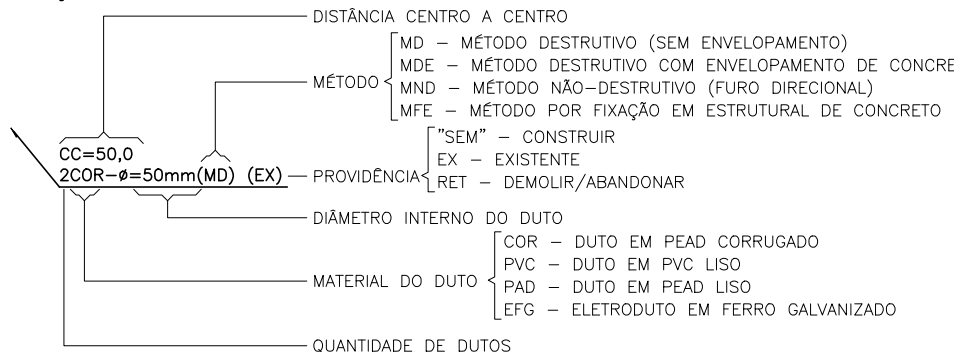 DISTÂNCIA CENTRO A CENTRO
MÉTODO
MD – MÉTODO DESTRUTIVO (SEM ENVELOPAMENTO)
MDE – MÉTODO DESTRUTIVO COM ENVELOPAMENTO DE CONCRE
MND – MÉTODO NÃO-DESTRUTIVO (FURO DIRECIONAL)
MFE – MÉTODO POR FIXAÇÃO EM ESTRUTURAL DE CONCRETO
CC=50,0
2COR-ø=50mm(MD) (EX)
PROVIDÊNCIA
"SEM" – CONSTRUIR
EX – EXISTENTE
RET – DEMOLIR/ABANDONAR
DIÂMETRO INTERNO DO DUTO
MATERIAL DO DUTO
COR – DUTO EM PEAD CORRUGADO
PVC – DUTO EM PVC LISO
PAD – DUTO EM PEAD LISO
EFG – ELETRODUTO EM FERRO GALVANIZADO
QUANTIDADE DE DUTOS